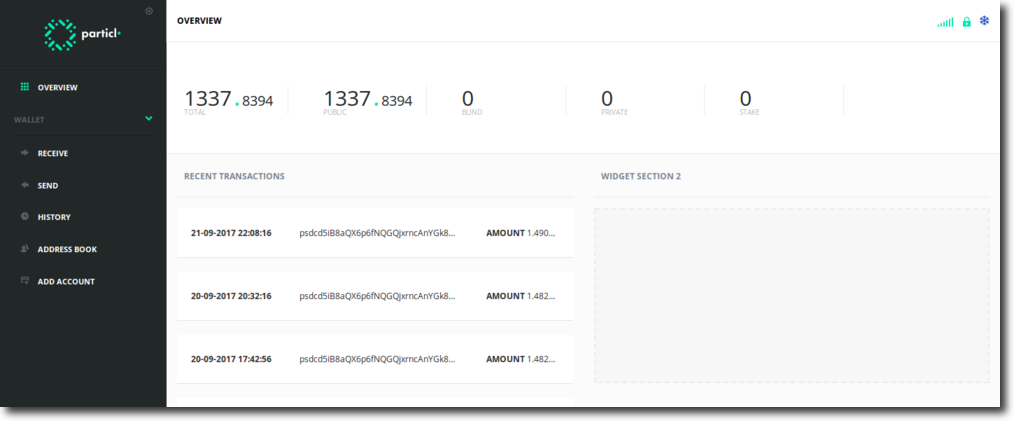 particl
OVERVIEW
WALLET
RECEIVE
SEND
HISTORY
ADDRESS BOOK
ADD ACCOUNT
OVERVIEW
1337.8394
TOTAL
1337.8394
PUBLIC
0
BLIND
0
PRIVATE
0
STAKE
RECENT TRANSACTIONS
21-09-2017 22:08:16 psdcd5iB8aQX6p6fNQGQjxrncAnYGk8... AMOUNT 1.490...
20-09-2017 20:32:16 psdcd5iB8aQX6p6fNQGQjxrncAnYGk8... AMOUNT 1.482...
20-09-2017 17:42:56 psdcd5iB8aQX6p6fNQGQjxrncAnYGk8... AMOUNT 1.482...
WIDGET SECTION 2